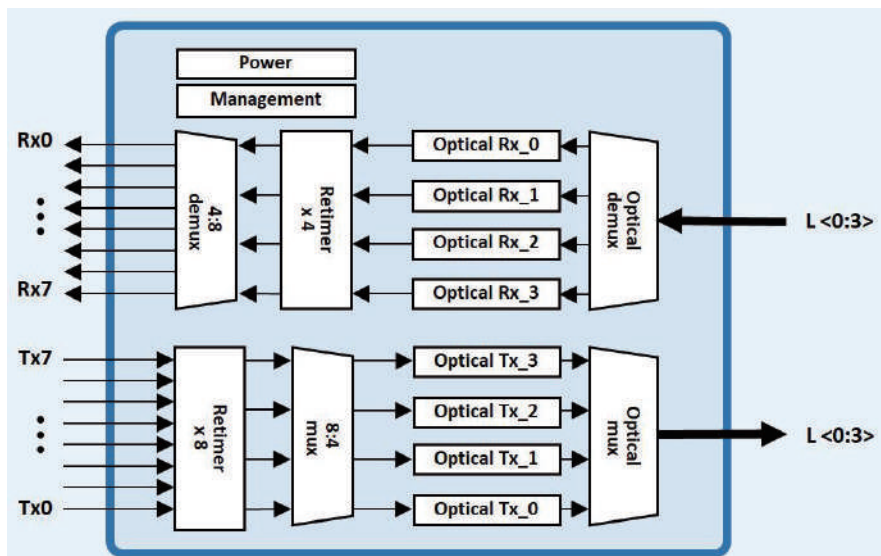 Power
Management
Rx0
Rx7
4:8
demux
Retimer
x 4
Optical Rx_0
Optical Rx_1
Optical Rx_2
Optical Rx_3
Optical
demux
L <0:3>
Tx7
Tx0
Retimer
x 8
8:4
mux
Optical Tx_3
Optical Tx_2
Optical Tx_1
Optical Tx_0
Optical
mux
L <0:3>